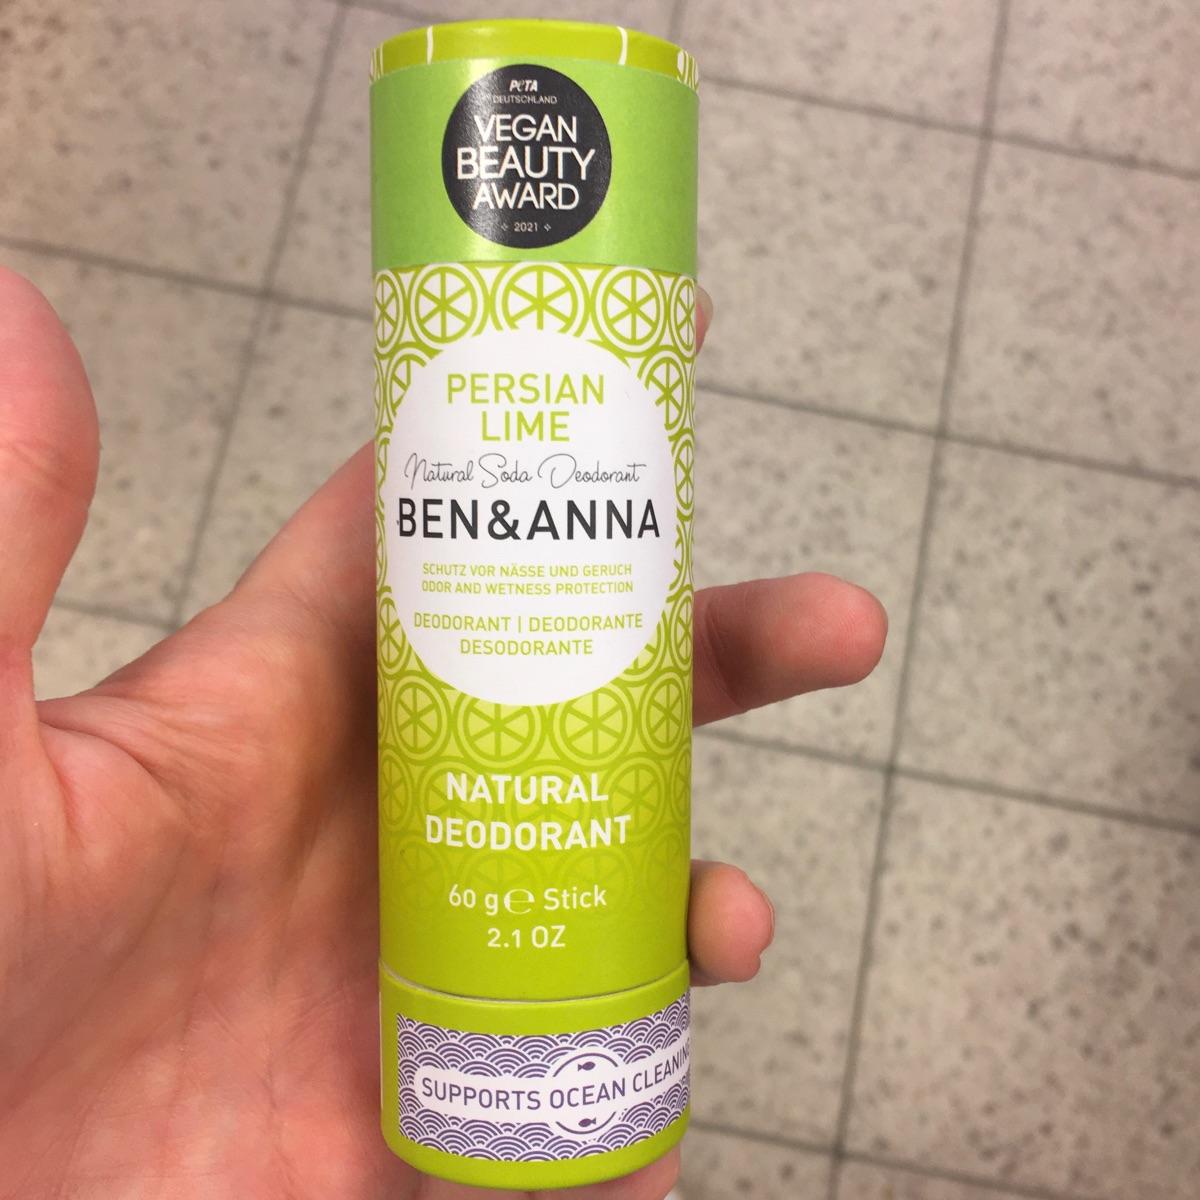 PETA
DEUTSCHLAND
VEGAN
BEAUTY
AWARD
2021
PERSIAN
LIME
Natural Soda Deodorant
BEN&ANNA
SCHUTZ VOR NÄSSE UND GERUCH
ODOR AND WETNESS PROTECTION
DEODORANT | DEODORANTE
DESODORANTE
NATURAL
DEODORANT
60 g ℮ Stick
2.1 OZ
SUPPORTS OCEAN CLEANING